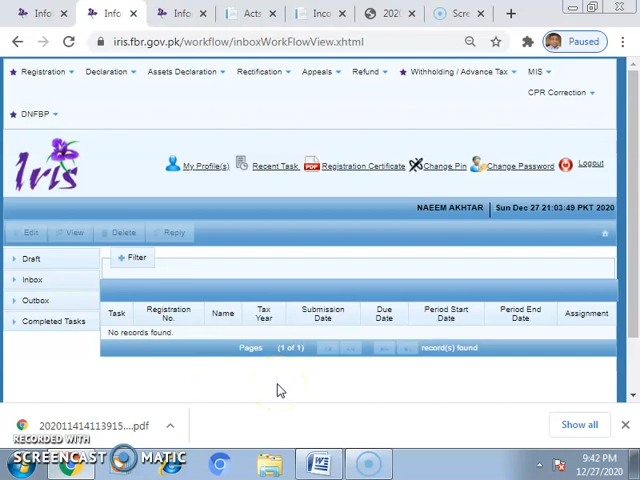 Info
Info
Info
Acts
Inco
202
Scre
iris.fbr.gov.pk/workflow/inboxWorkFlowView.xhtml
Paused
Registration
Declaration
Assets Declaration
Rectification
Appeals
Refund
Withholding / Advance Tax
MIS
CPR Correction
DNFBP
Iris
My Profile(s)
Recent Task
PDF
Registration Certificate
Change Pin
Change Password
Logout
NAEEM AKHTAR
Sun Dec 27 21:03:49 PKT 2020
Edit
View
Delete
Reply
Draft
Inbox
Outbox
Completed Tasks
Filter
Task
Registration No.
Name
Tax Year
Submission Date
Due Date
Period Start Date
Period End Date
Assignment
No records found.
Pages (1 of 1) record(s) found
202011414113915....pdf
Show all
RECORDED WITH
SCREENCAST MATIC
9:42 PM
12/27/2020